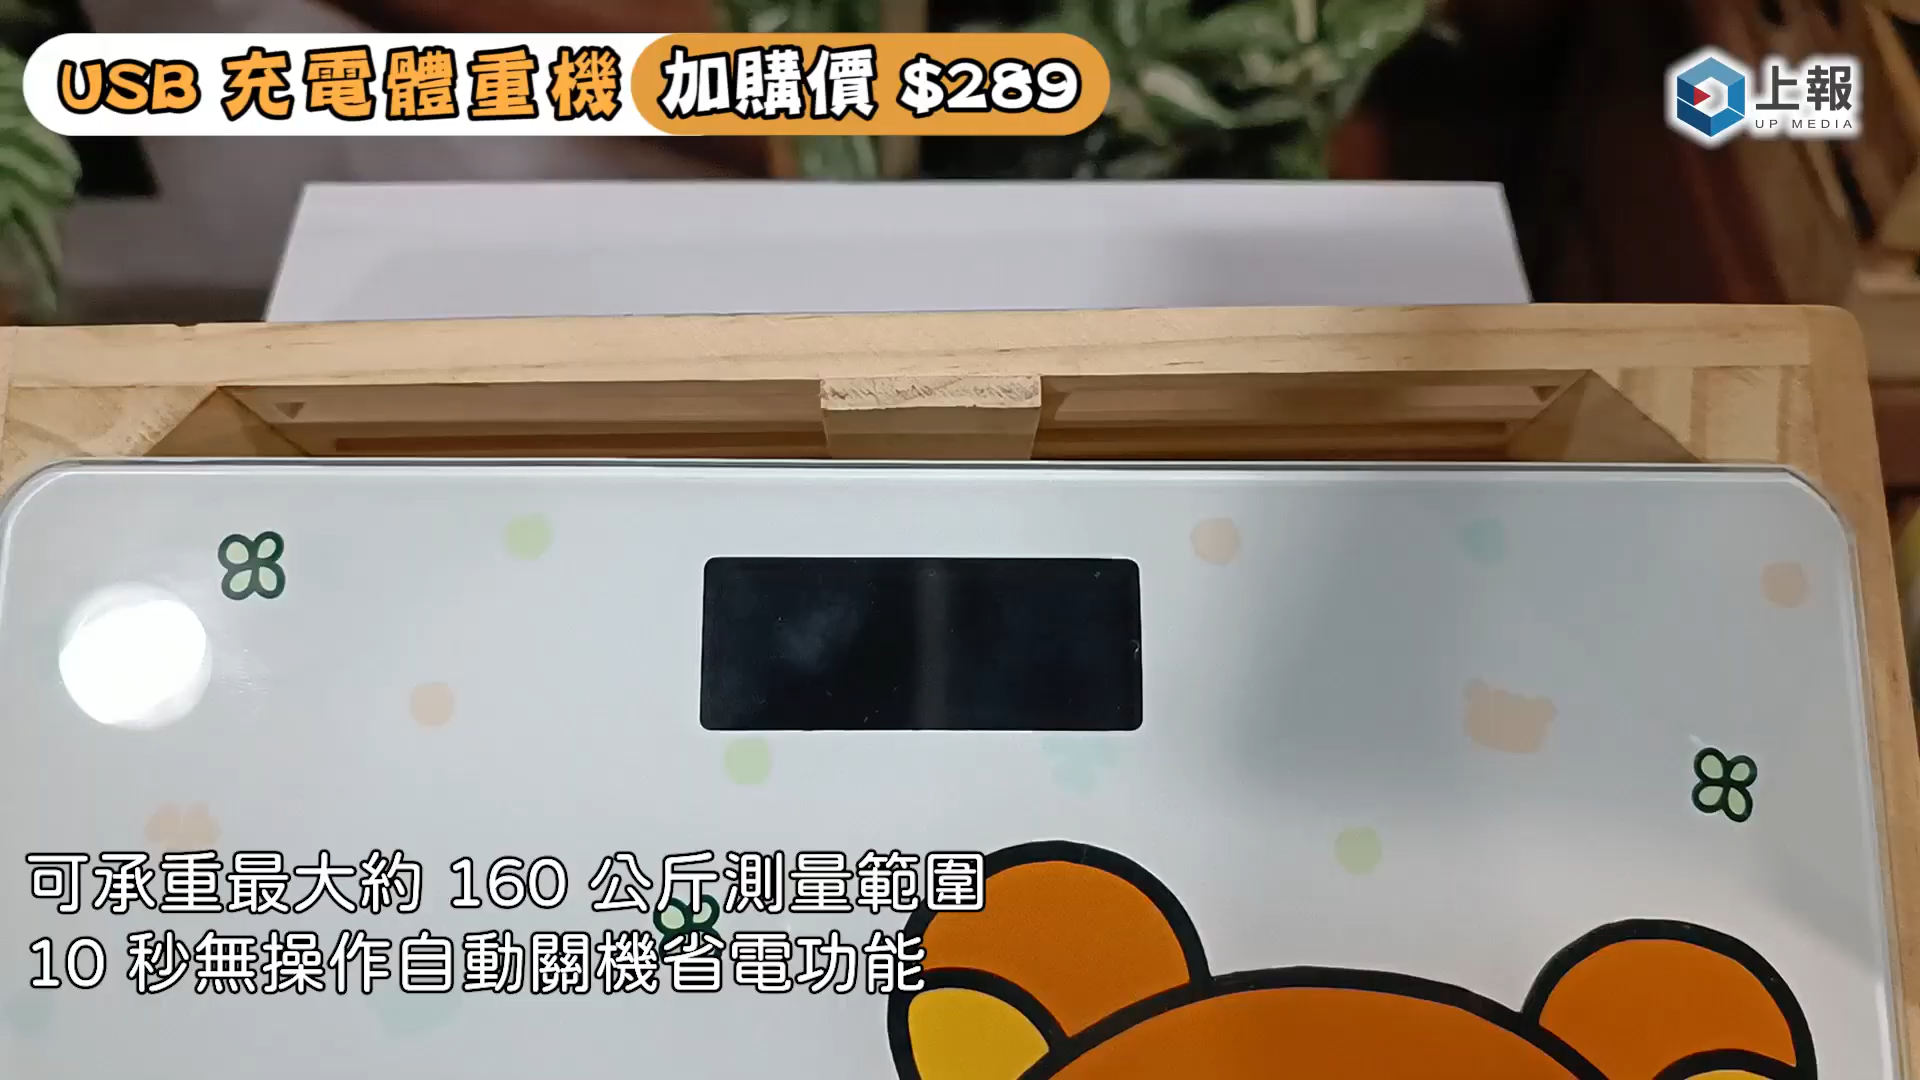 USB 充電體重機 加購價 $289
上報
UP MEDIA
可承重最大約 160 公斤測量範圍
10 秒無操作自動關機省電功能